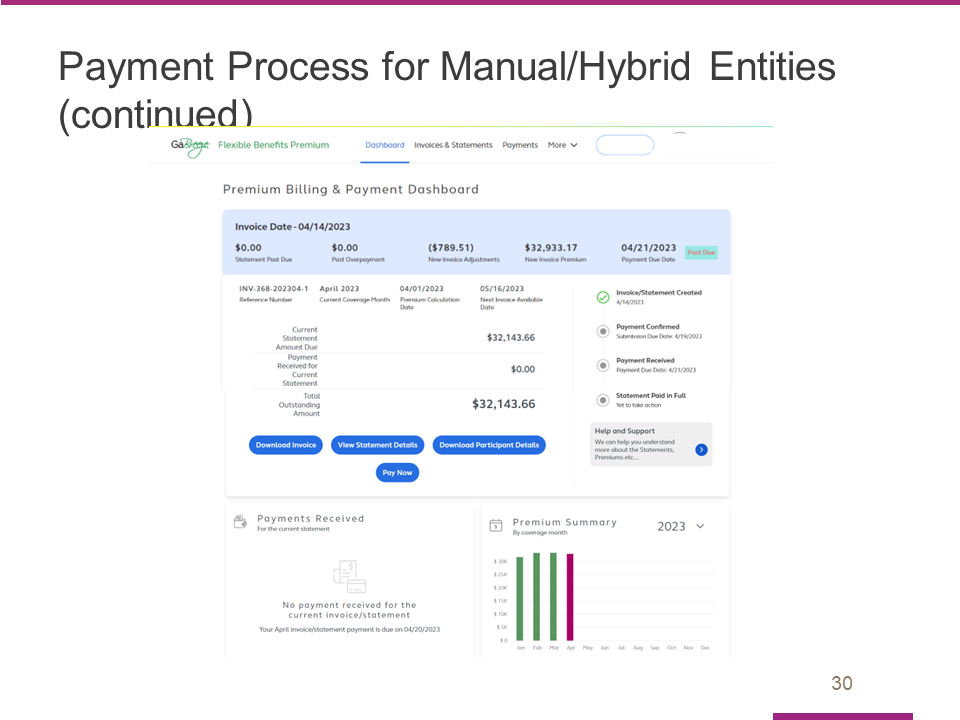 Payment Process for Manual/Hybrid Entities
(continued)
Flexible Benefits Premium
Dashboard Invoices & Statements Payments More
Premium Billing & Payment Dashboard
Invoice Date - 04/14/2023
$0.00 $0.00 ($789.51) $32,933.17 04/21/2023 Past Due
Statement Past Due Past Overpayment New Invoice Adjustments New Invoice Premium Payment Due Date
INV-368-202304-1 April 2023 04/01/2023 05/16/2023
Reference Number Current Coverage Month Premium Calculation Next Invoice Available
Date Date
Current
Statement
Amount Due
$32,143.66
Payment
Received for
Current
Statement
$0.00
Total
Outstanding
Amount
$32,143.66
Download Invoice View Statement Details Download Participant Details
Pay Now
Invoice/Statement Created
4/14/2023
Payment Confirmed
Submission Due Date: 4/19/2023
Payment Received
Payment Due Date: 4/21/2023
Statement Paid in Full
Yet to take action
Help and Support
We can help you understand
more about the Statements,
Premiums etc...
Payments Received
For the current statement
No payment received for the
current invoice/statement
Your April invoice/statement payment is due on 04/20/2023
Premium Summary 2023
By coverage month
$ 30K
$ 25K
$ 20K
$ 15K
$ 10K
$ 5K
$ 0
Jan Feb Mar Apr May Jun Jul Aug Sep Oct Nov Dec
30